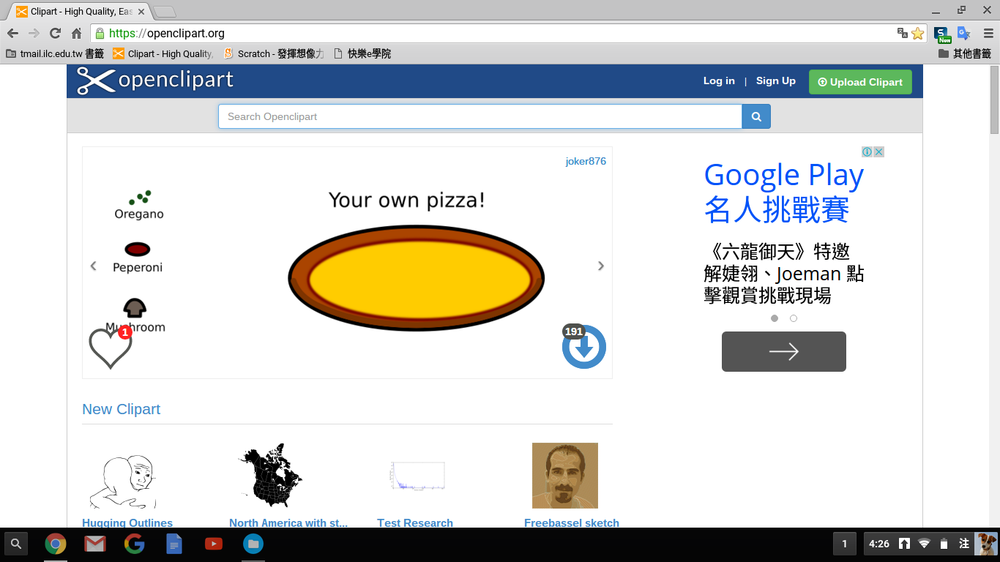 Clipart - High Quality, Eas
https://openclipart.org
New
tmail.ilc.edu.tw 書籤
Clipart - High Quality,
Scratch - 發揮想像力
快樂e學院
其他書籤
openclipart
Log in | Sign Up
Upload Clipart
Search Openclipart
joker876
Your own pizza!
Oregano
Peperoni
Mushroom
1
191
Google Play
名人挑戰賽
《六龍御天》特邀
解婕翎、Joeman 點
擊觀賞挑戰現場
New Clipart
Hugging Outlines
North America with st...
Test Research
Freebassel sketch
1
4:26
注